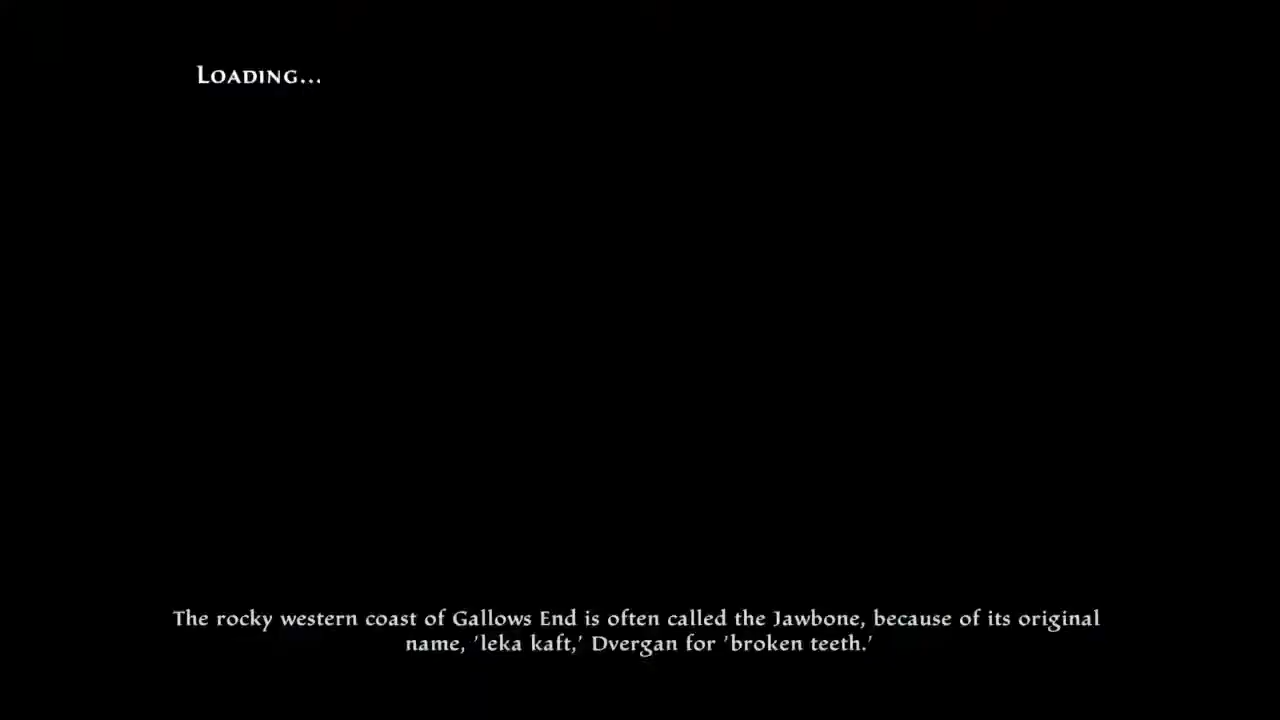 Loading...
The rocky western coast of Gallows End is often called the Jawbone, because of its original
name, 'leka kaft,' Dvergan for 'broken teeth.'